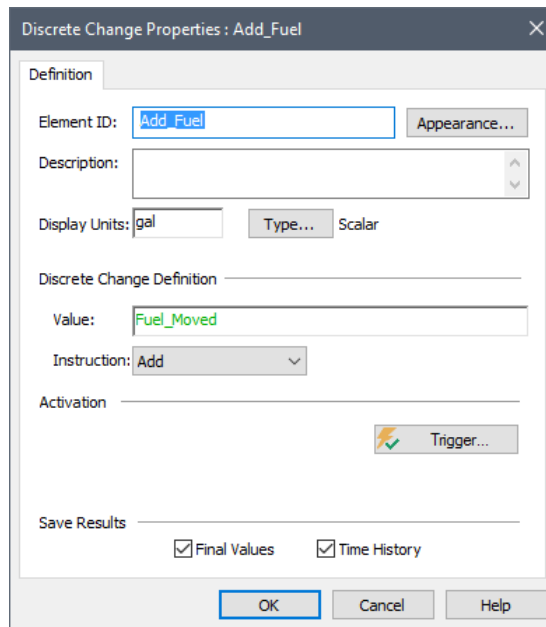 Discrete Change Properties : Add_Fuel
Definition
Element ID: Add_Fuel Appearance...
Description:
Display Units: gal Type... Scalar
Discrete Change Definition
Value: Fuel_Moved
Instruction: Add
Activation
Trigger...
Save Results
Final Values Time History
OK Cancel Help